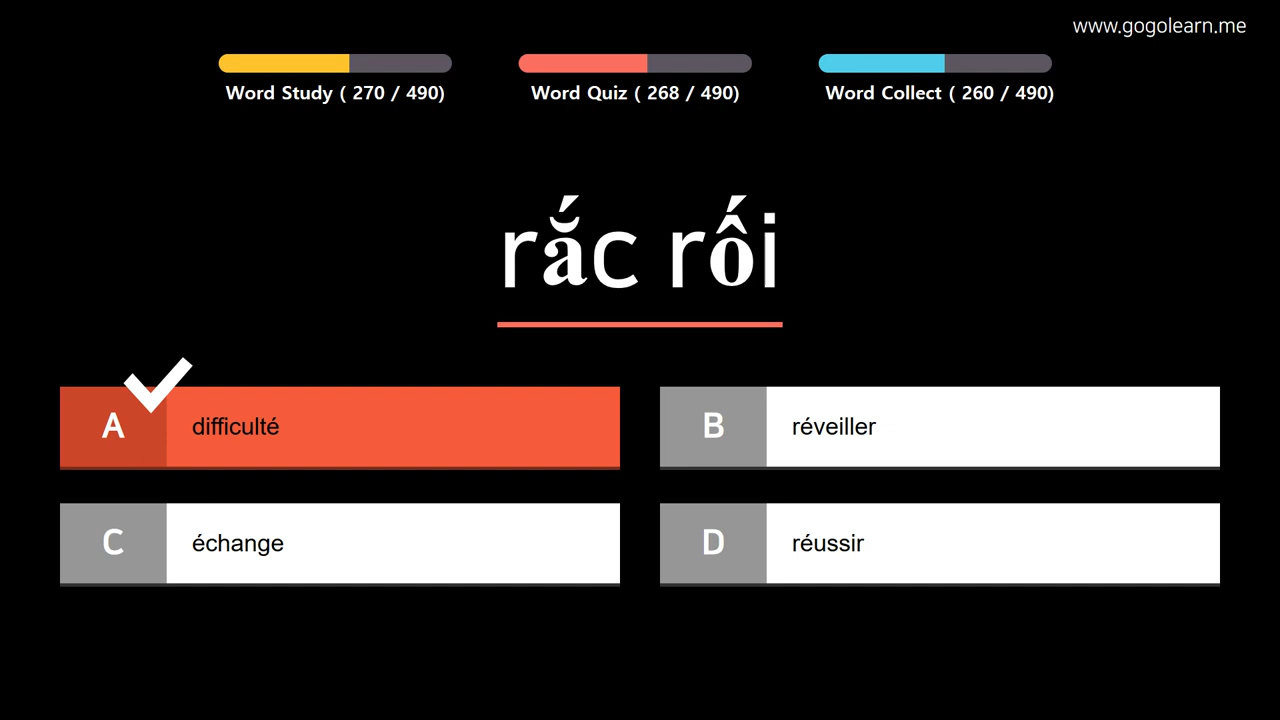 www.gogolearn.me
Word Study ( 270 / 490)
Word Quiz ( 268 / 490)
Word Collect ( 260 / 490)
rắc rối
A difficulté
B réveiller
C échange
D réussir